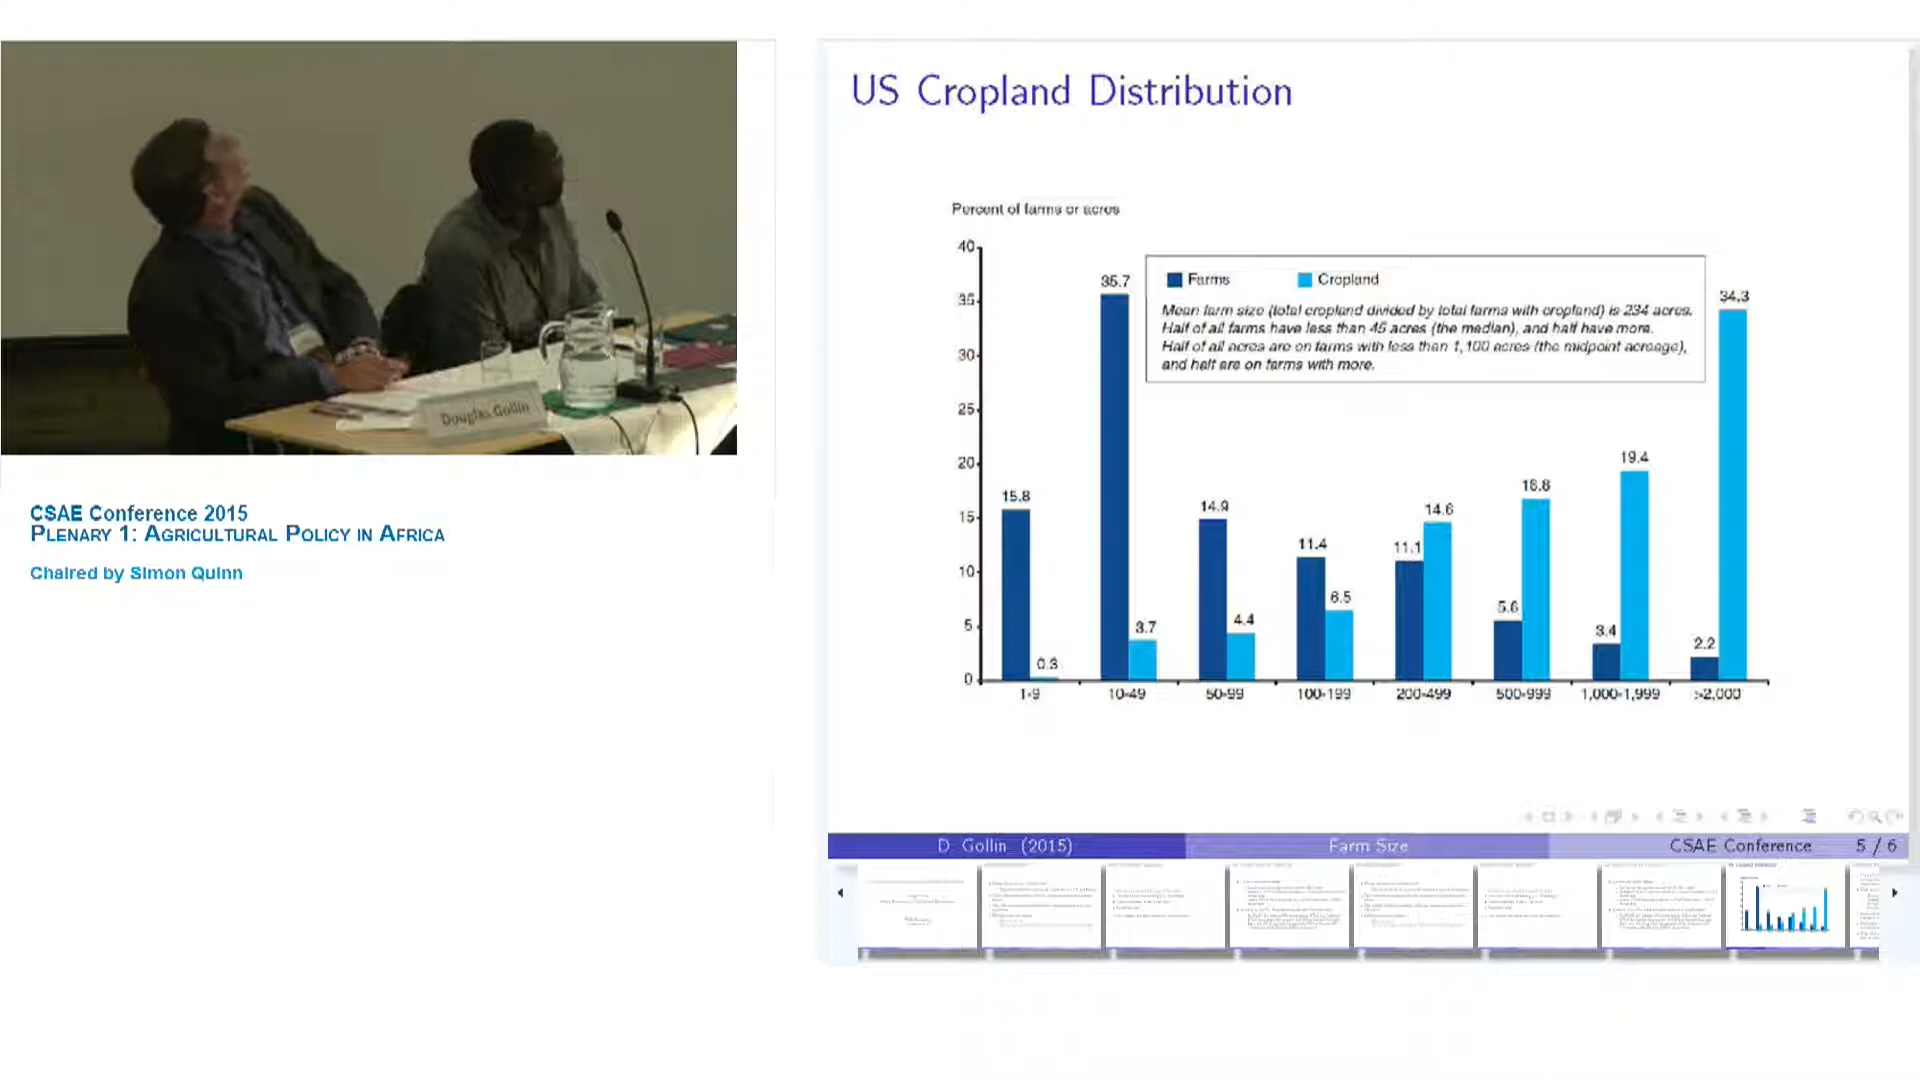 Douglas Gollin
CSAE Conference 2015
PLENARY 1: AGRICULTURAL POLICY IN AFRICA
Chaired by Simon Quinn
US Cropland Distribution
Percent of farms or acres
40
35
30
25
20
15
10
5
0
Farms
Cropland
Mean farm size (total cropland divided by total farms with cropland) is 234 acres.
Half of all farms have less than 45 acres (the median), and half have more.
Half of all acres are on farms with less than 1,100 acres (the midpoint acreage),
and half are on farms with more.
15.8 0.3
35.7 3.7
14.9 4.4
11.4 6.5
11.1 14.6
5.6 16.8
3.4 19.4
2.2 34.3
1-9 10-49 50-99 100-199 200-499 500-999 1,000-1,999 >2,000
D. Gollin (2015) Farm Size CSAE Conference 5 / 6